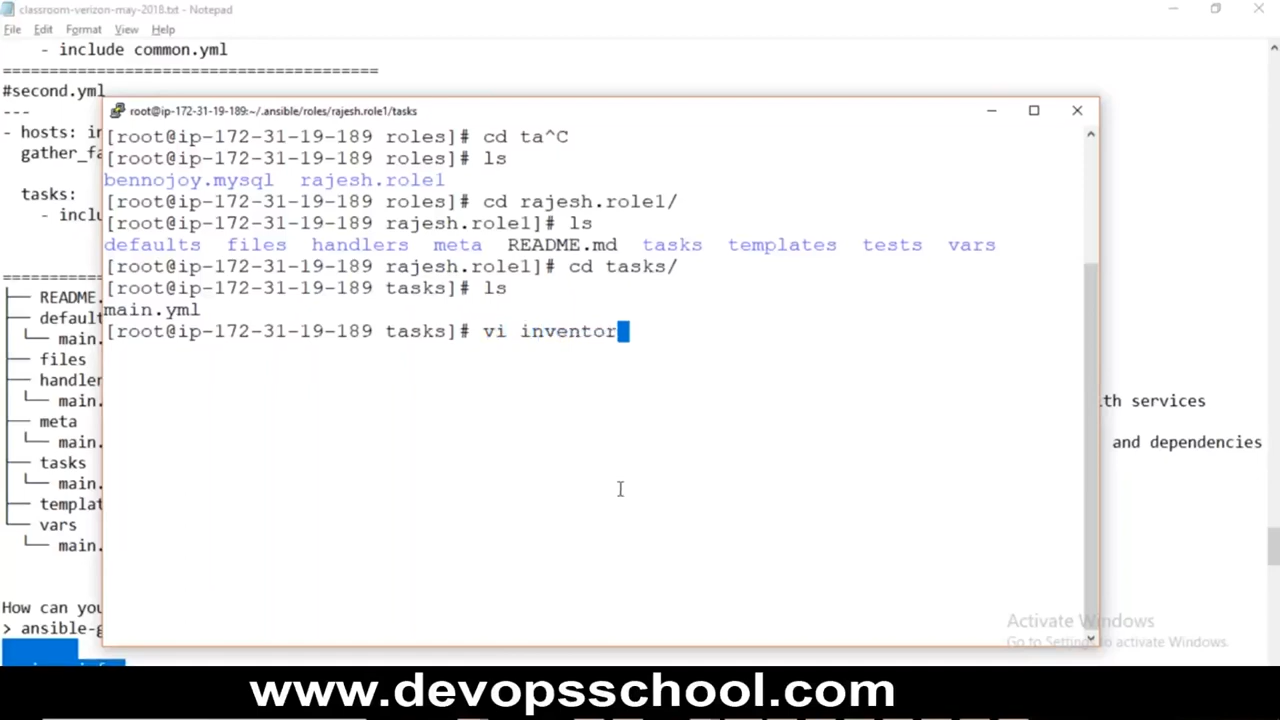 classroom-verizon-may-2018.txt - Notepad
File Edit Format View Help
- include common.yml
========================================
#second.yml
---
- hosts: in
gather_fa
tasks:
- inclu
root@ip-172-31-19-189:~/.ansible/roles/rajesh.role1/tasks
[root@ip-172-31-19-189 roles]# cd ta^C
[root@ip-172-31-19-189 roles]# ls
bennojoy.mysql rajesh.role1
[root@ip-172-31-19-189 roles]# cd rajesh.role1/
[root@ip-172-31-19-189 rajesh.role1]# ls
defaults files handlers meta README.md tasks templates tests vars
[root@ip-172-31-19-189 rajesh.role1]# cd tasks/
[root@ip-172-31-19-189 tasks]# ls
main.yml
[root@ip-172-31-19-189 tasks]# vi inventor
README.
default
main.
files
handler
main.
th services
meta
main.
and dependencies
tasks
main.
templat
vars
main.
How can you
> ansible-g
Activate Windows
Go to Settings to activate Windows.
www.devopsschool.com